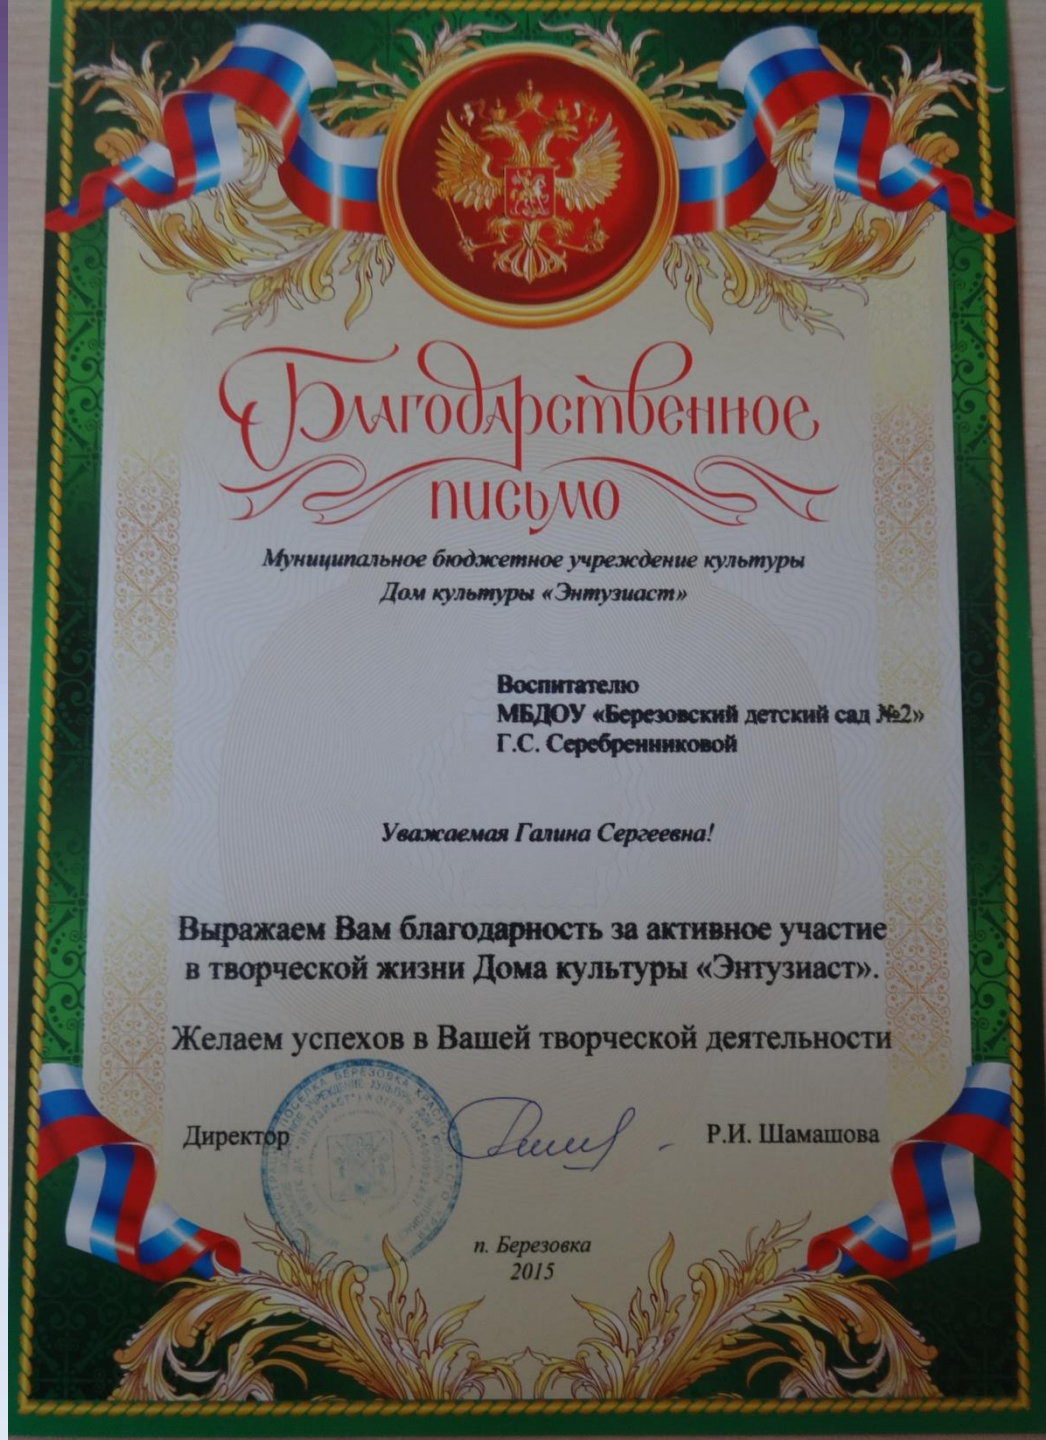 Благодарственное
письмо
Муниципальное бюджетное учреждение культуры
Дом культуры «Энтузиаст»
Воспитателю
МБДОУ «Березовский детский сад №2»
Г.С. Серебренниковой
Уважаемая Галина Сергеевна!
Выражаем Вам благодарность за активное участие
в творческой жизни Дома культуры «Энтузиаст».
Желаем успехов в Вашей творческой деятельности
Директор
Р.И. Шамашова
п. Березовка
2015